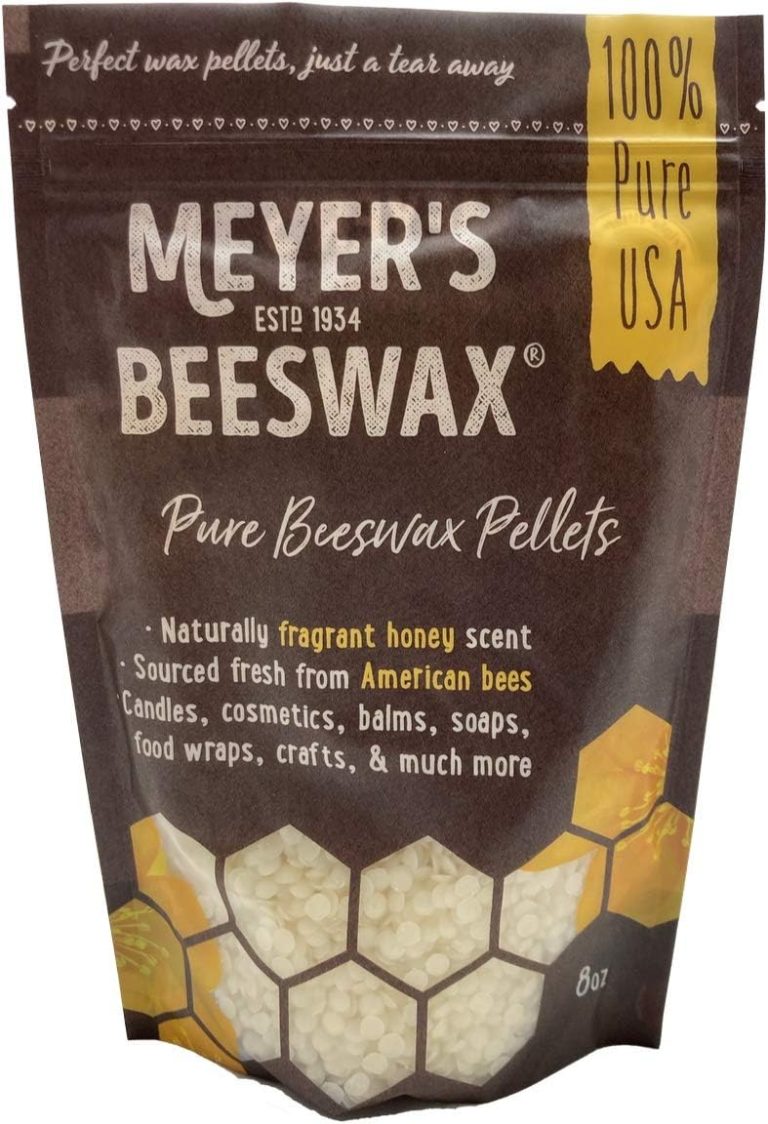 Perfect wax pellets, just a tear away
100%
Pure
USA
MEYER'S
ESTD 1934
BEESWAX®
Pure Beeswax Pellets
· Naturally fragrant honey scent
· Sourced fresh from American bees
· Candles, cosmetics, balms, soaps,
food wraps, crafts, & much more
8oz